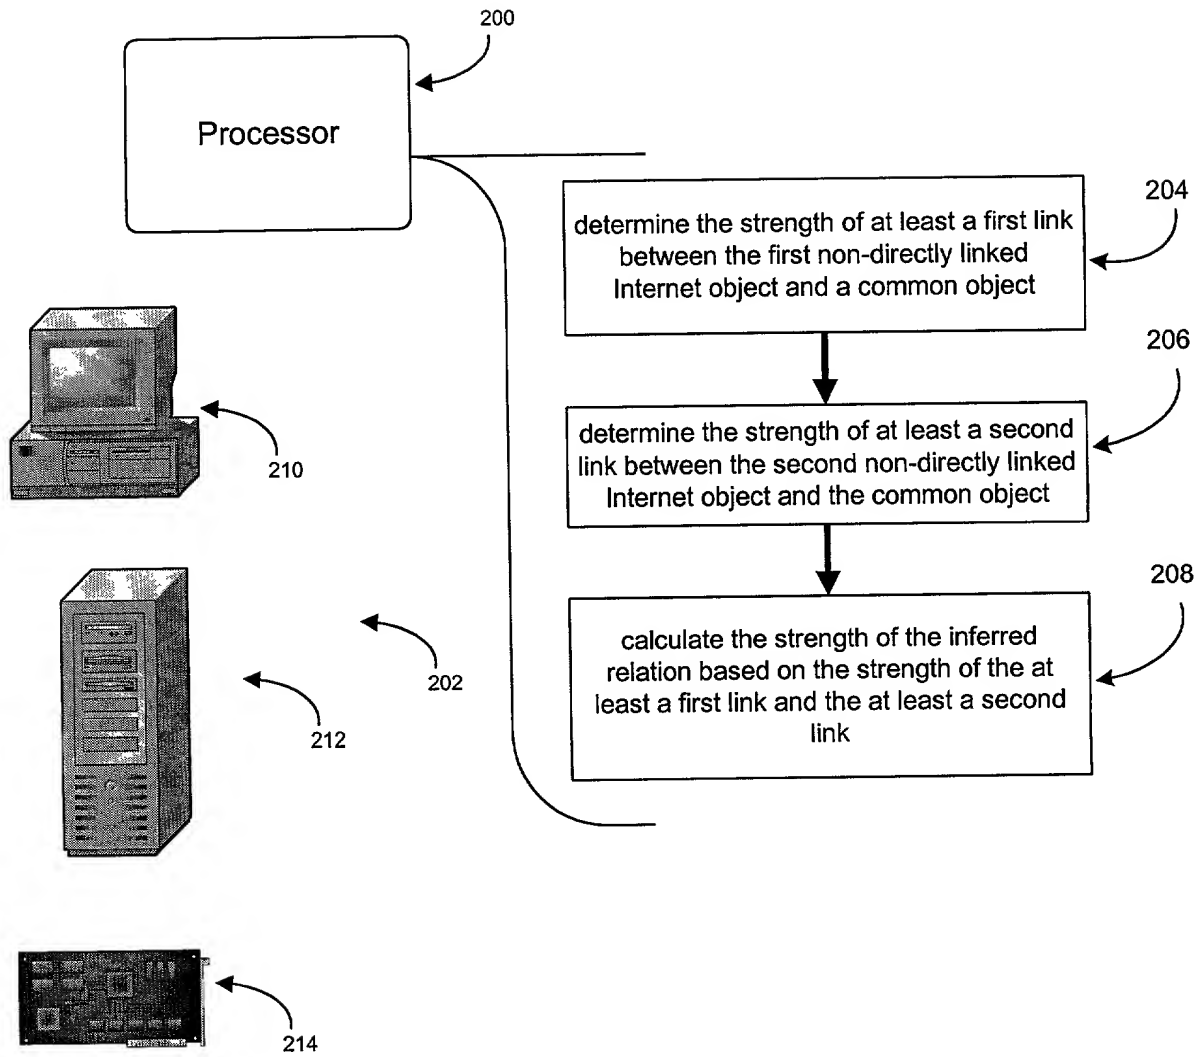 200
Processor
204
determine the strength of at least a first link
between the first non-directly linked
Internet object and a common object
206
determine the strength of at least a second
link between the second non-directly linked
Internet object and the common object
210
208
calculate the strength of the inferred
relation based on the strength of the at
least a first link and the at least a second
link
202
212
214